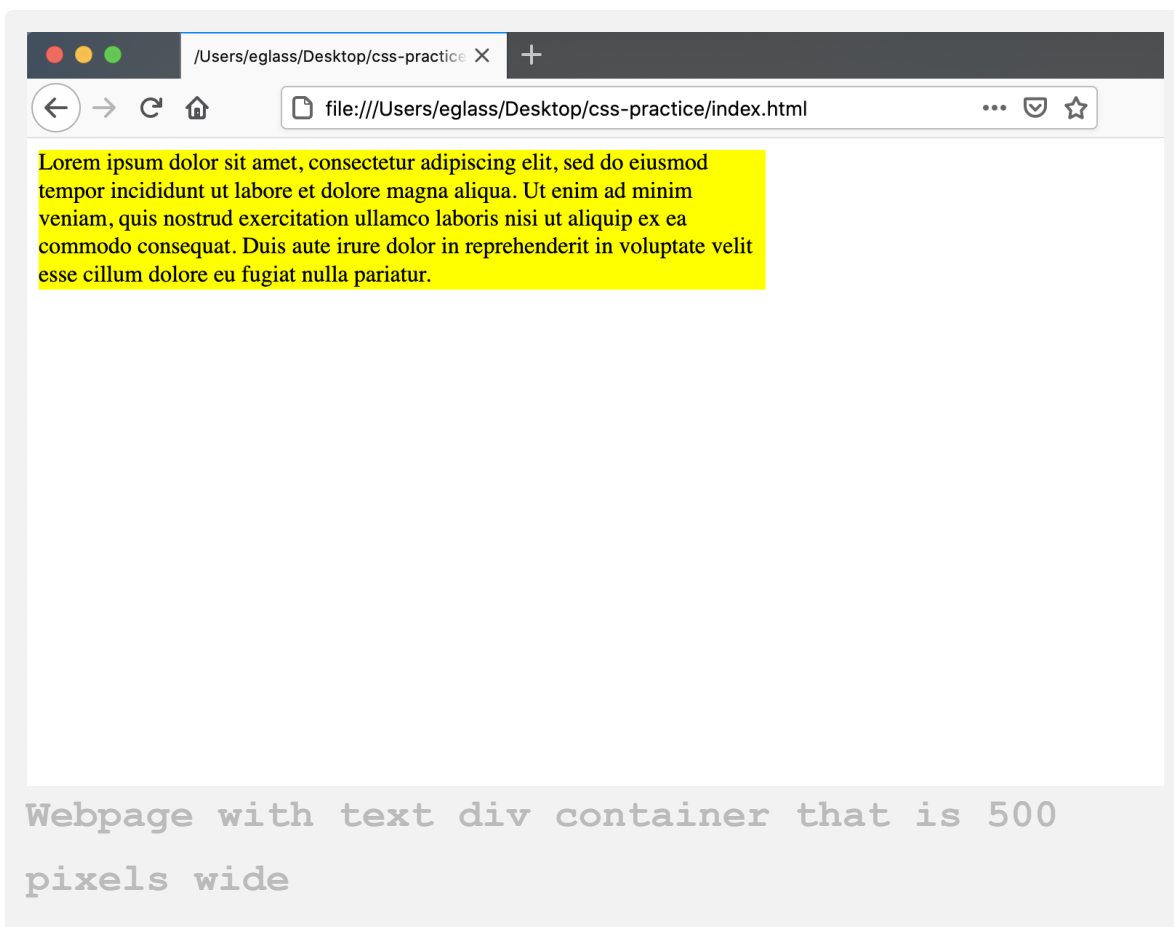 /Users/eglass/Desktop/css-practice
file:///Users/eglass/Desktop/css-practice/index.html
Lorem ipsum dolor sit amet, consectetur adipiscing elit, sed do eiusmod
tempor incididunt ut labore et dolore magna aliqua. Ut enim ad minim
veniam, quis nostrud exercitation ullamco laboris nisi ut aliquip ex ea
commodo consequat. Duis aute irure dolor in reprehenderit in voluptate velit
esse cillum dolore eu fugiat nulla pariatur.
Webpage with text div container that is 500
pixels wide